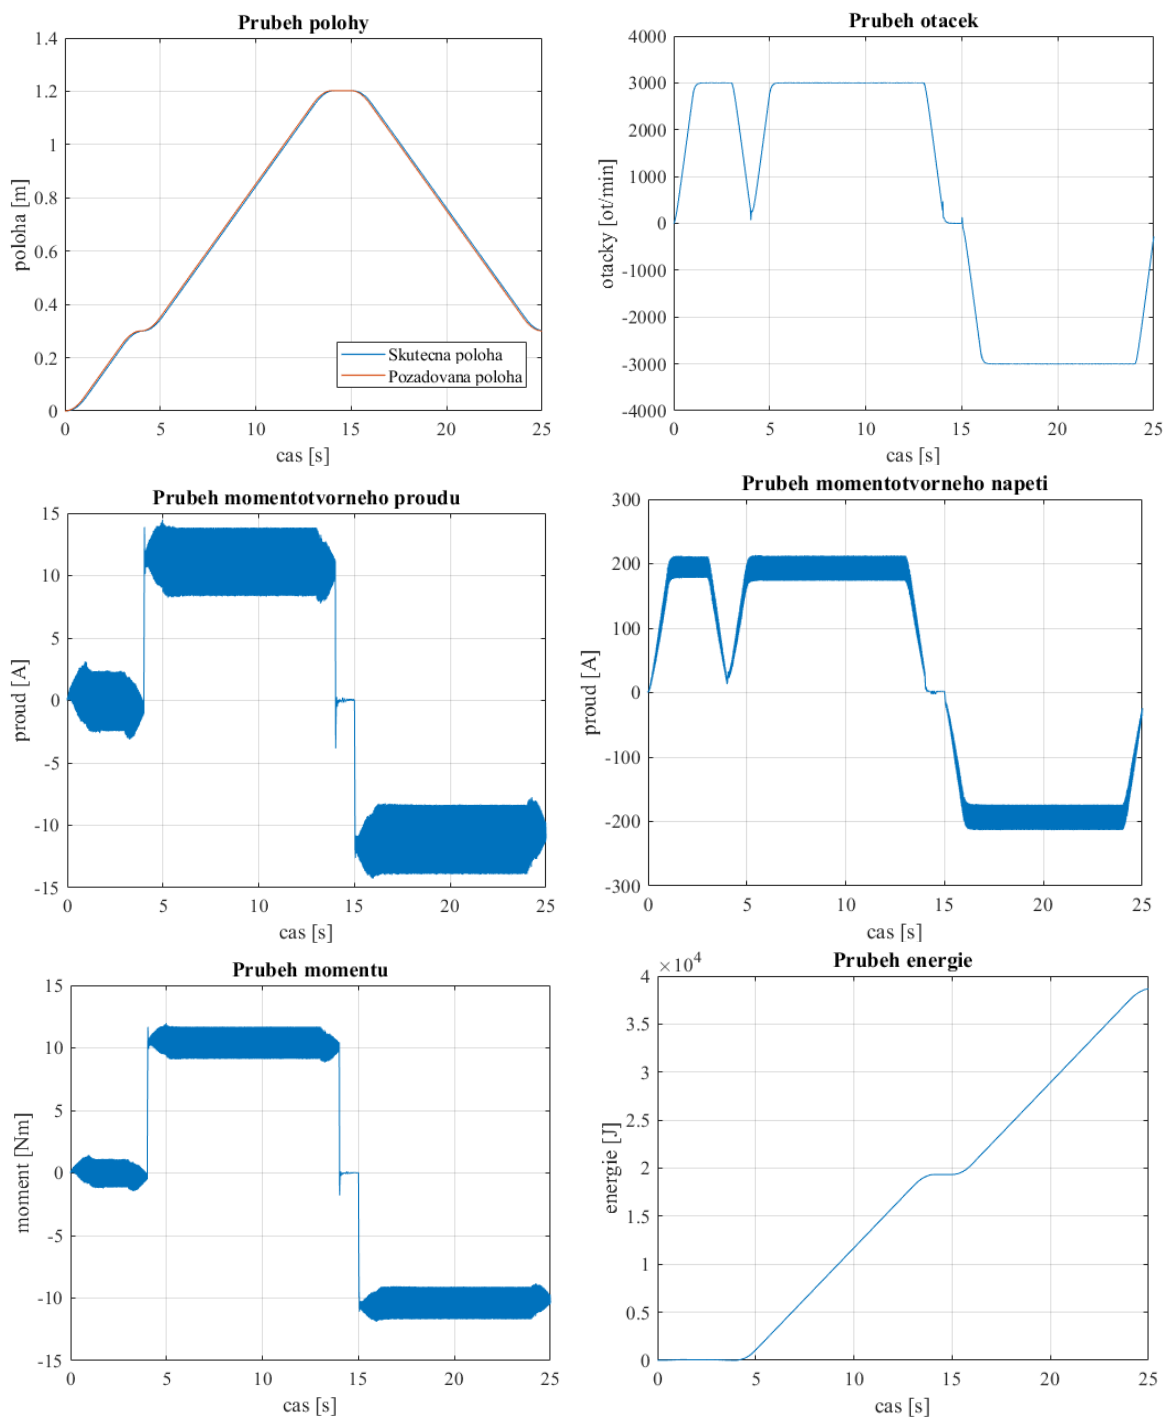 Prubeh polohy
1.4
1.2
1
0.8
0.6
0.4
0.2
0
poloha [m]
Skutecna poloha
Pozadovana poloha
0 5 10 15 20 25
cas [s]
Prubeh otacek
4000
3000
2000
1000
0
-1000
-2000
-3000
-4000
otacky [ot/min]
0 5 10 15 20 25
cas [s]
Prubeh momentotvorneho proudu
15
10
5
0
-5
-10
-15
proud [A]
0 5 10 15 20 25
cas [s]
Prubeh momentotvorneho napeti
300
200
100
0
-100
-200
-300
proud [A]
0 5 10 15 20 25
cas [s]
Prubeh momentu
15
10
5
0
-5
-10
-15
moment [Nm]
0 5 10 15 20 25
cas [s]
Prubeh energie
×10⁴
4
3.5
3
2.5
2
1.5
1
0.5
0
energie [J]
0 5 10 15 20 25
cas [s]